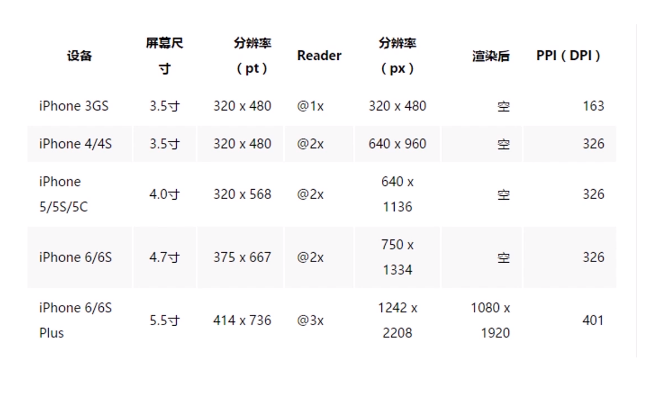 设备 屏幕尺寸 分辨率（pt） Reader 分辨率（px） 渲染后 PPI（DPI）
iPhone 3GS 3.5寸 320 x 480 @1x 320 x 480 空 163
iPhone 4/4S 3.5寸 320 x 480 @2x 640 x 960 空 326
iPhone 5/5S/5C 4.0寸 320 x 568 @2x 640 x 1136 空 326
iPhone 6/6S 4.7寸 375 x 667 @2x 750 x 1334 空 326
iPhone 6/6S Plus 5.5寸 414 x 736 @3x 1242 x 2208 1080 x 1920 401